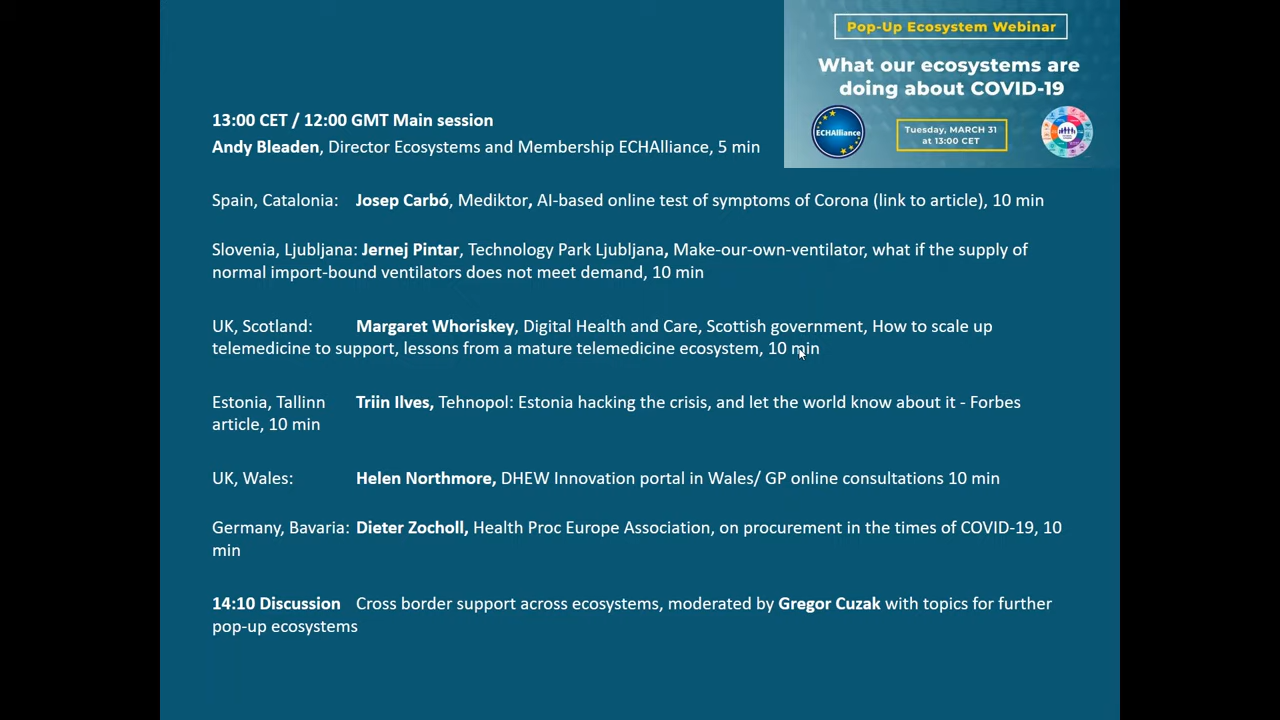 Pop-Up Ecosystem Webinar
What our ecosystems are
doing about COVID-19
ECHAlliance
Tuesday, MARCH 31
at 13:00 CET
13:00 CET / 12:00 GMT Main session
Andy Bleaden, Director Ecosystems and Membership ECHAlliance, 5 min
Spain, Catalonia: Josep Carbó, Mediktor, AI-based online test of symptoms of Corona (link to article), 10 min
Slovenia, Ljubljana: Jernej Pintar, Technology Park Ljubljana, Make-our-own-ventilator, what if the supply of
normal import-bound ventilators does not meet demand, 10 min
UK, Scotland: Margaret Whoriskey, Digital Health and Care, Scottish government, How to scale up
telemedicine to support, lessons from a mature telemedicine ecosystem, 10 min
Estonia, Tallinn Triin Ilves, Tehnopol: Estonia hacking the crisis, and let the world know about it - Forbes
article, 10 min
UK, Wales: Helen Northmore, DHEW Innovation portal in Wales/ GP online consultations 10 min
Germany, Bavaria: Dieter Zocholl, Health Proc Europe Association, on procurement in the times of COVID-19, 10
min
14:10 Discussion Cross border support across ecosystems, moderated by Gregor Cuzak with topics for further
pop-up ecosystems